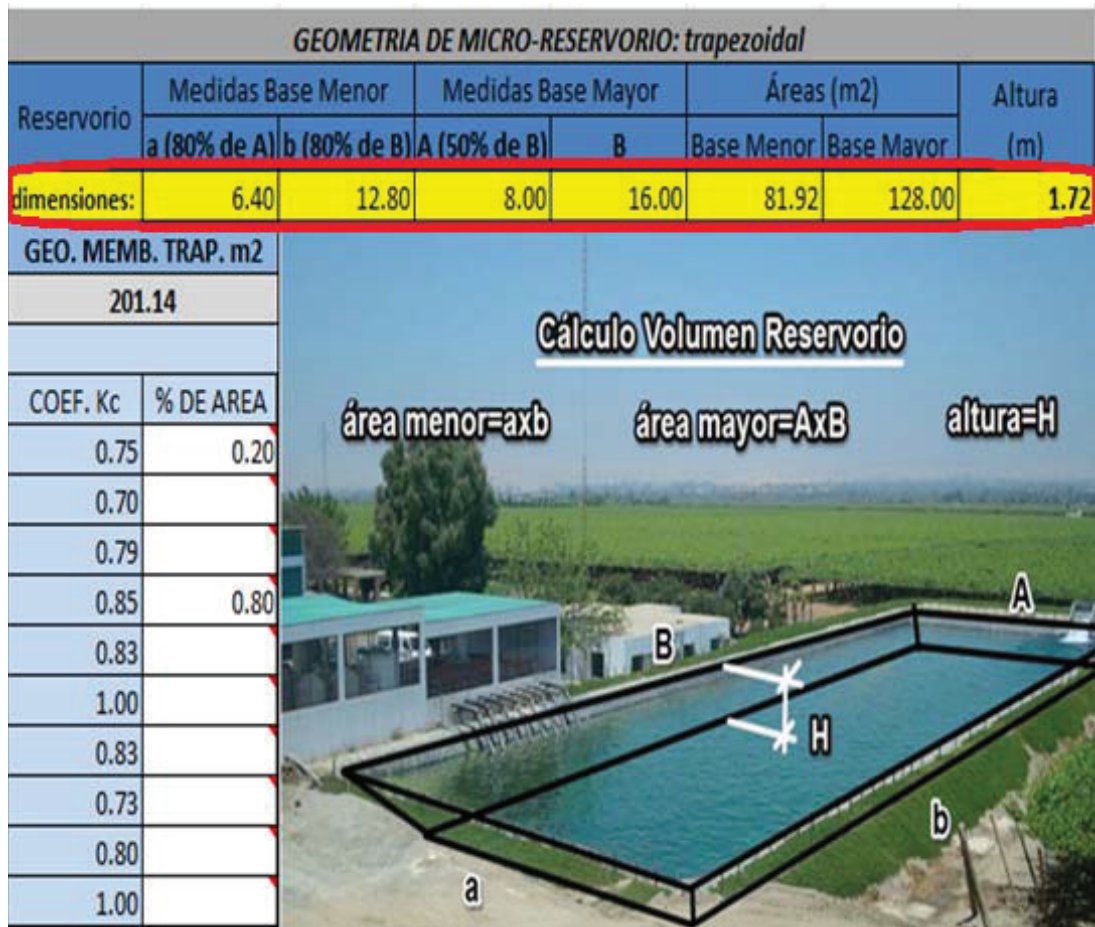 GEOMETRIA DE MICRO-RESERVORIO: trapezoidal
Reservorio Medidas Base Menor Medidas Base Mayor Áreas (m2) Altura (m)
a (80% de A) b (80% de B) A (50% de B) B Base Menor Base Mayor
dimensiones: 6.40 12.80 8.00 16.00 81.92 128.00 1.72
GEO. MEMB. TRAP. m2
201.14
COEF. Kc % DE AREA
0.75 0.20
0.70
0.79
0.85 0.80
0.83
1.00
0.83
0.73
0.80
1.00
Cálculo Volumen Reservorio
área menor=axb área mayor=AxB altura=H
A
B
H
b
a